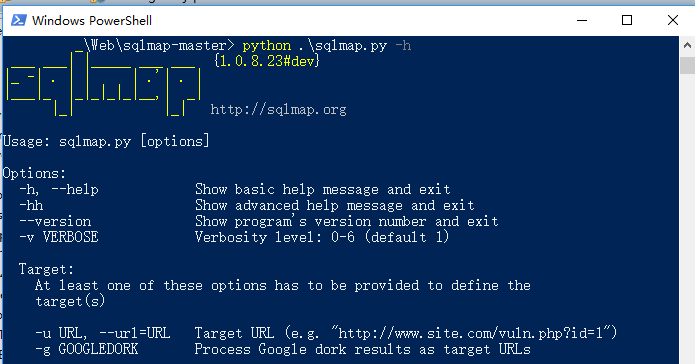 Windows PowerShell
_\Web\sqlmap-master> python .\sqlmap.py -h
{1.0.8.23#dev}
http://sqlmap.org
Usage: sqlmap.py [options]
Options:
-h, --help Show basic help message and exit
-hh Show advanced help message and exit
--version Show program's version number and exit
-v VERBOSE Verbosity level: 0-6 (default 1)
Target:
At least one of these options has to be provided to define the
target(s)
-u URL, --url=URL Target URL (e.g. "http://www.site.com/vuln.php?id=1")
-g GOOGLEDORK Process Google dork results as target URLs